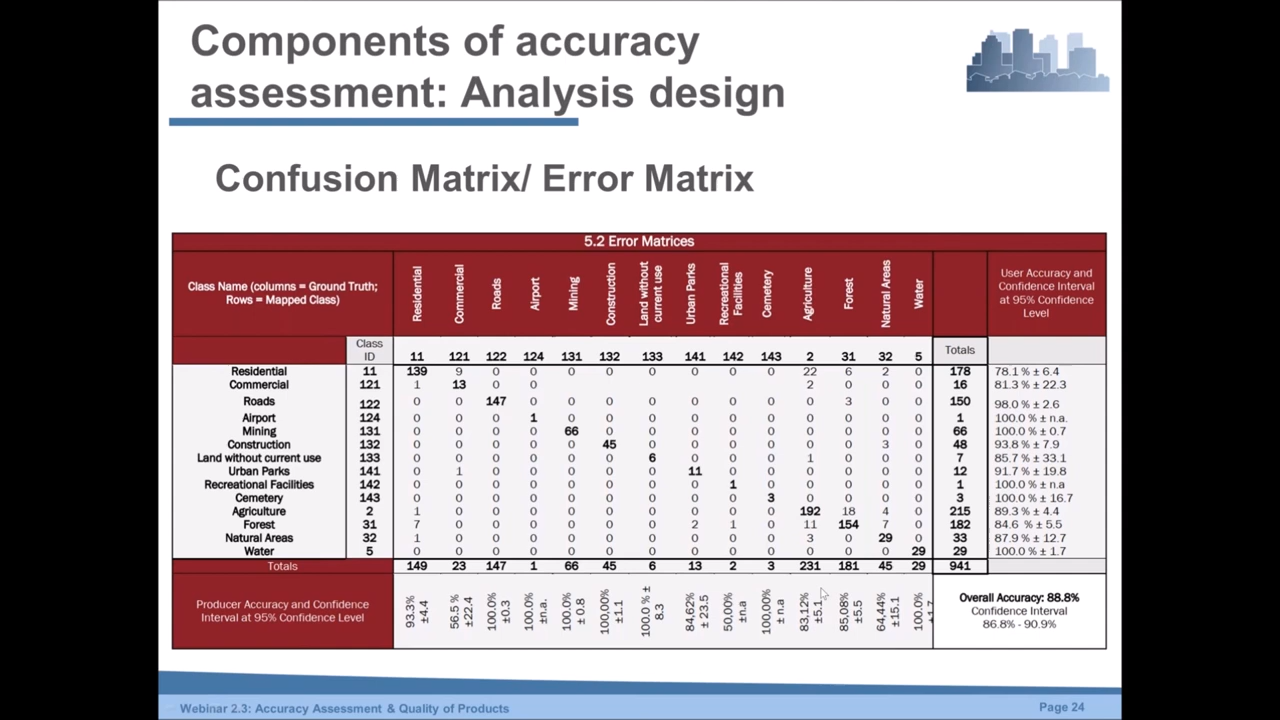 Components of accuracy
assessment: Analysis design
Confusion Matrix/ Error Matrix
5.2 Error Matrices
Class Name (columns = Ground Truth;
Rows = Mapped Class)
Residential
Commercial
Roads
Airport
Mining
Construction
Land without
current use
Urban Parks
Recreational
Facilities
Cemetery
Agriculture
Forest
Natural Areas
Water
User Accuracy and
Confidence Interval
at 95% Confidence
Level
Class
ID
11 121 122 124 131 132 133 141 142 143 2 31 32 5 Totals
Residential 11 139 9 0 0 0 0 0 0 0 0 22 6 2 0 178 78.1 % ± 6.4
Commercial 121 1 13 0 0 2 0 0 0 16 81.3 % ± 22.3
Roads 122 0 0 147 0 0 0 0 0 0 0 0 3 0 0 150 98.0 % ± 2.6
Airport 124 0 0 0 1 0 0 0 0 0 0 0 0 0 0 1 100.0 % ± n.a.
Mining 131 0 0 0 0 66 0 0 0 0 0 0 0 0 0 66 100.0 % ± 0.7
Construction 132 0 0 0 0 0 45 0 0 0 0 0 0 3 0 48 93.8 % ± 7.9
Land without current use 133 0 0 0 0 0 0 6 0 0 0 1 0 0 0 7 85.7 % ± 33.1
Urban Parks 141 0 1 0 0 0 0 0 11 0 0 0 0 0 0 12 91.7 % ± 19.8
Recreational Facilities 142 0 0 0 0 0 0 0 0 1 0 0 0 0 0 1 100.0 % ± n.a
Cemetery 143 0 0 0 0 0 0 0 0 0 3 0 0 0 0 3 100.0 % ± 16.7
Agriculture 2 1 0 0 0 0 0 0 0 0 0 192 18 4 0 215 89.3 % ± 4.4
Forest 31 7 0 0 0 0 0 0 2 1 0 11 154 7 0 182 84.6 % ± 5.5
Natural Areas 32 1 0 0 0 0 0 0 0 0 0 3 0 29 0 33 87.9 % ± 12.7
Water 5 0 0 0 0 0 0 0 0 0 0 0 0 0 29 29 100.0 % ± 1.7
Totals 149 23 147 1 66 45 6 13 2 3 231 181 45 29 941
Producer Accuracy and Confidence
Interval at 95% Confidence Level
93.3%
±4.4
56.5 %
±22.4
100.0%
±0.3
100.0%
±n.a.
100.0%
± 0.8
100,00%
±1.1
100.0 % ±
8.3
84,62%
± 23.5
50,00%
±n.a
100,00%
± n.a
83,12%
±5.1
85,08%
±5.5
64,44%
±15.1
100.0%
Overall Accuracy: 88.8%
Confidence Interval
86.8% - 90.9%
Webinar 2.3: Accuracy Assessment & Quality of Products
Page 24